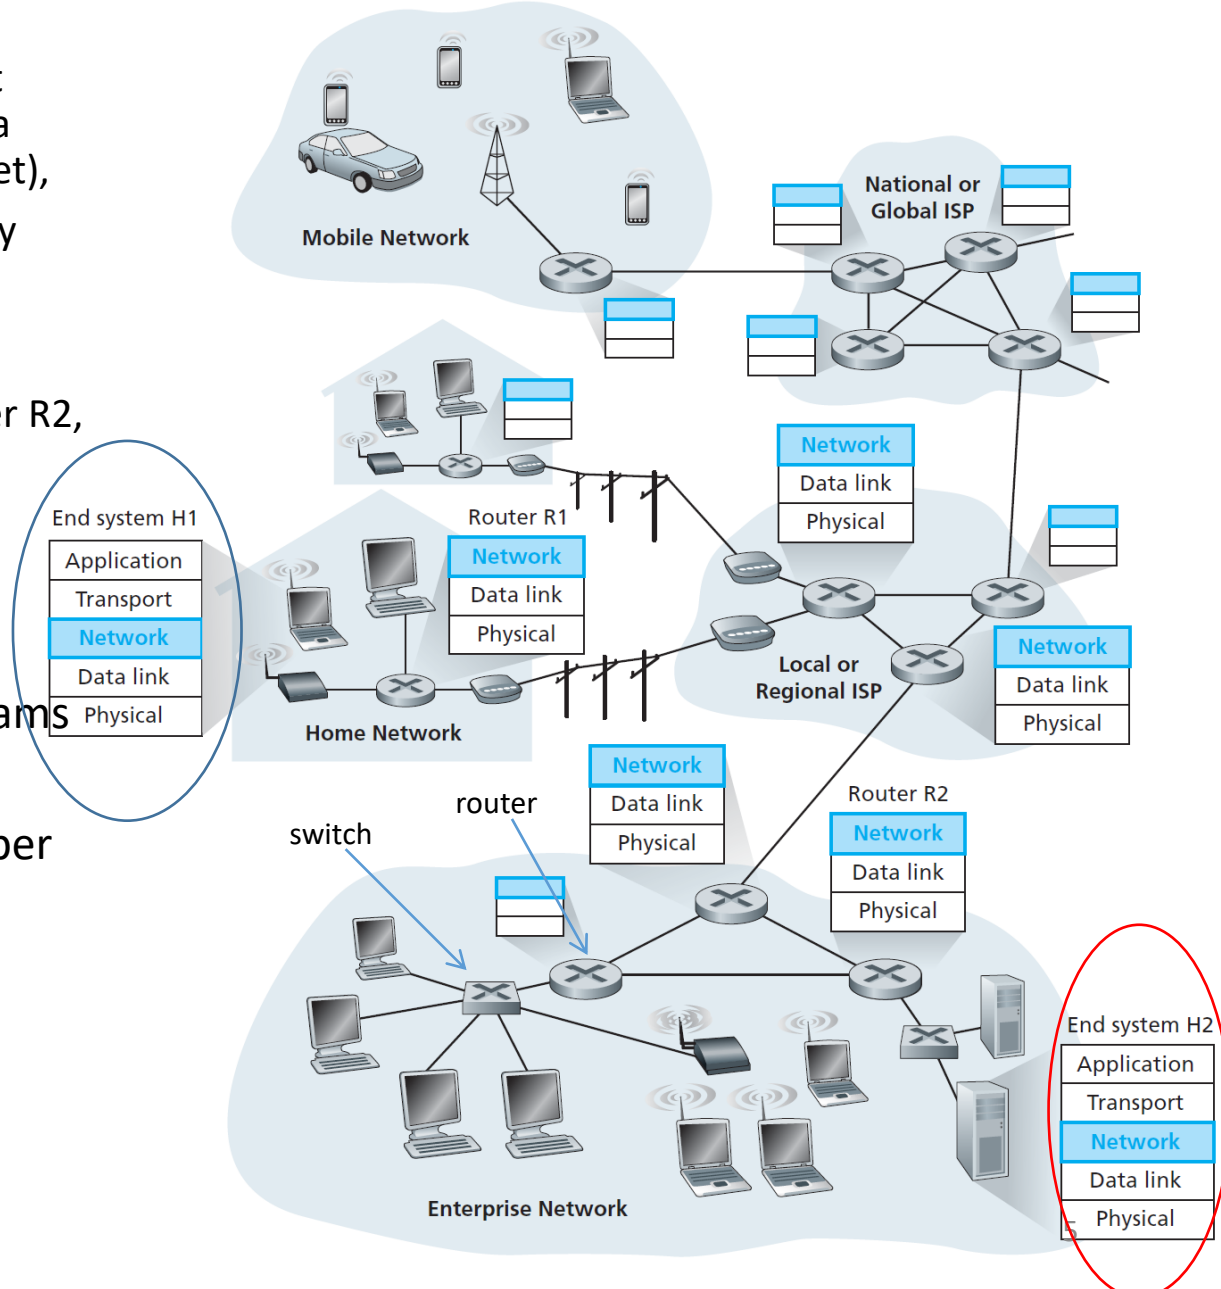 t
a
et),
y
er R2,
ams
per
National or
Global ISP
Mobile Network
Network
Data link
Physical
End system H1
Application
Transport
Network
Data link
Physical
Router R1
Network
Data link
Physical
Home Network
Local or
Regional ISP
Network
Data link
Physical
Network
Data link
Physical
router
switch
Router R2
Network
Data link
Physical
End system H2
Application
Transport
Network
Data link
Physical
5
Enterprise Network